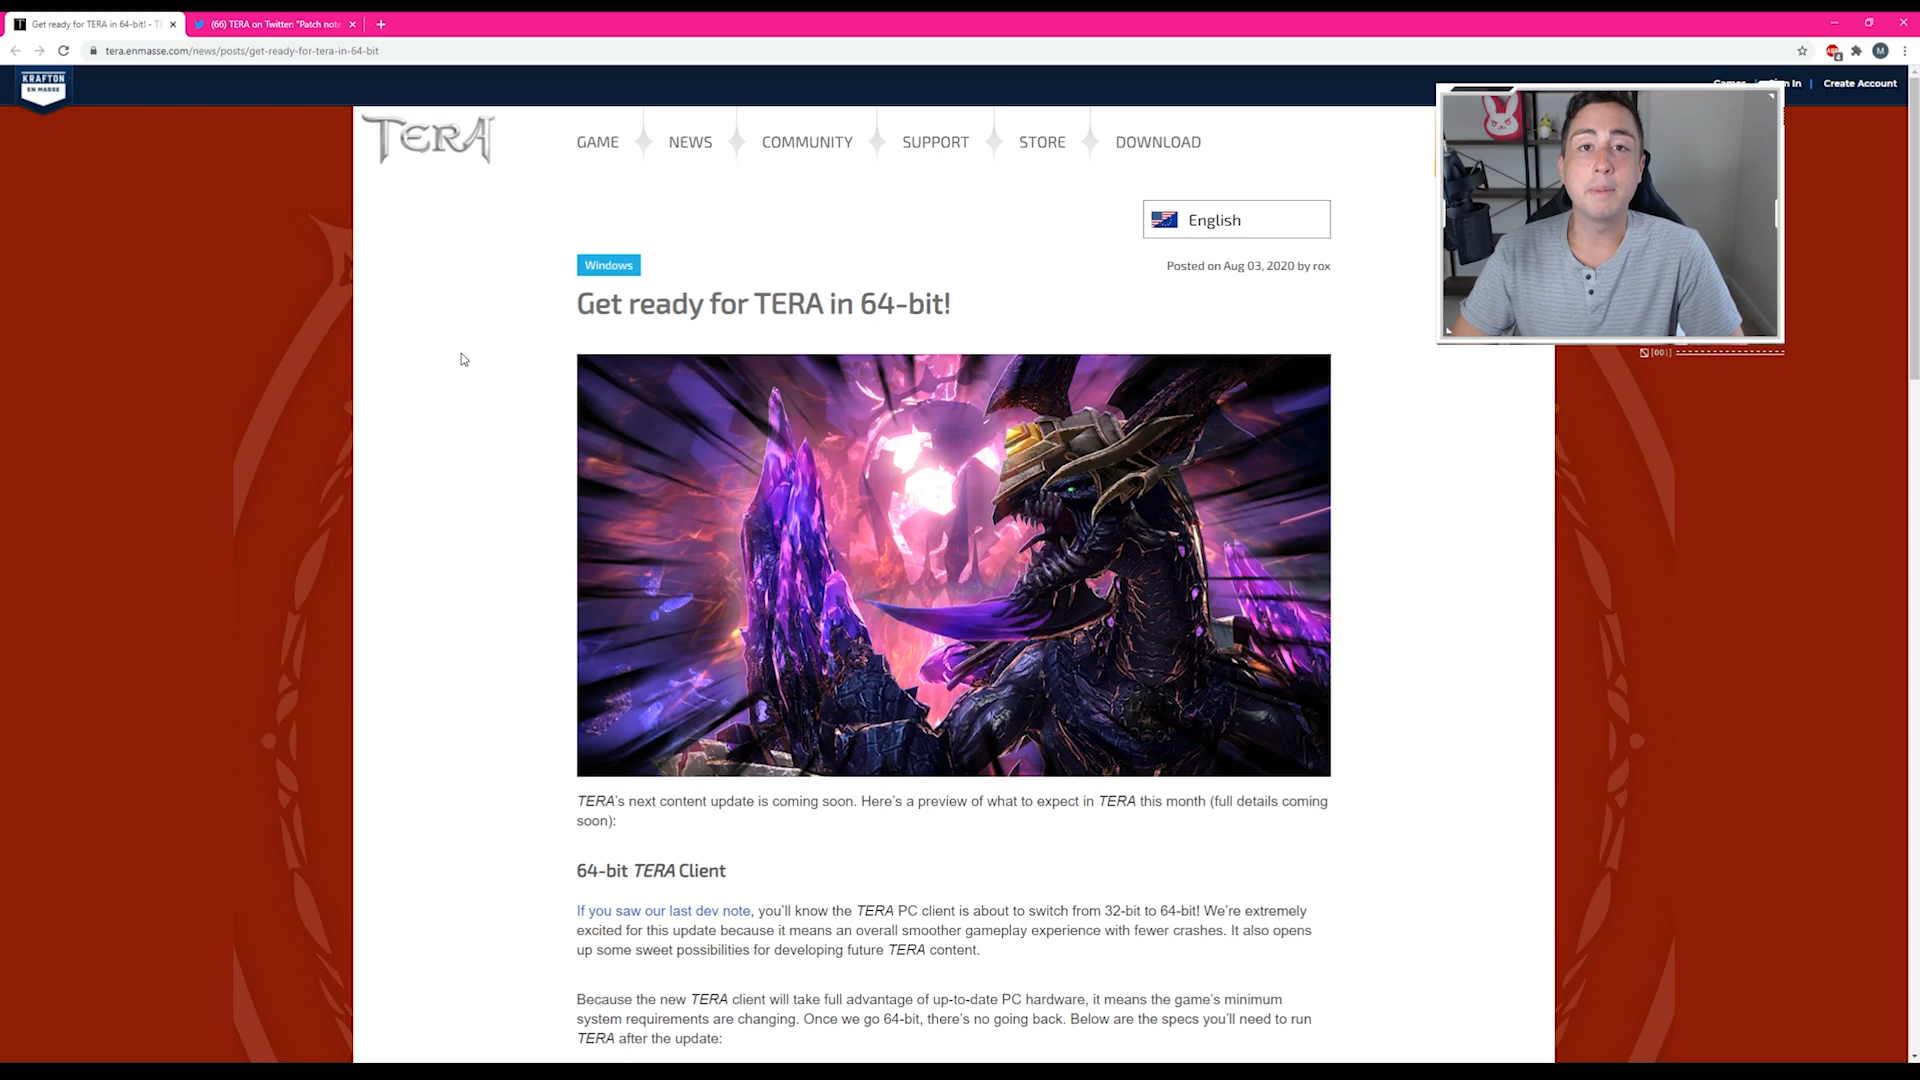 Get ready for TERA in 64-bit! - T
(66) TERA on Twitter: "Patch note
tera.enmasse.com/news/posts/get-ready-for-tera-in-64-bit
M
KRAFTON
EN MASSE
Games
In | Create Account
TERA
GAME NEWS COMMUNITY SUPPORT STORE DOWNLOAD
English
Windows
Posted on Aug 03, 2020 by rox
Get ready for TERA in 64-bit!
[00]
TERA's next content update is coming soon. Here's a preview of what to expect in TERA this month (full details coming
soon):
64-bit TERA Client
If you saw our last dev note, you'll know the TERA PC client is about to switch from 32-bit to 64-bit! We're extremely
excited for this update because it means an overall smoother gameplay experience with fewer crashes. It also opens
up some sweet possibilities for developing future TERA content.
Because the new TERA client will take full advantage of up-to-date PC hardware, it means the game's minimum
system requirements are changing. Once we go 64-bit, there's no going back. Below are the specs you'll need to run
TERA after the update: